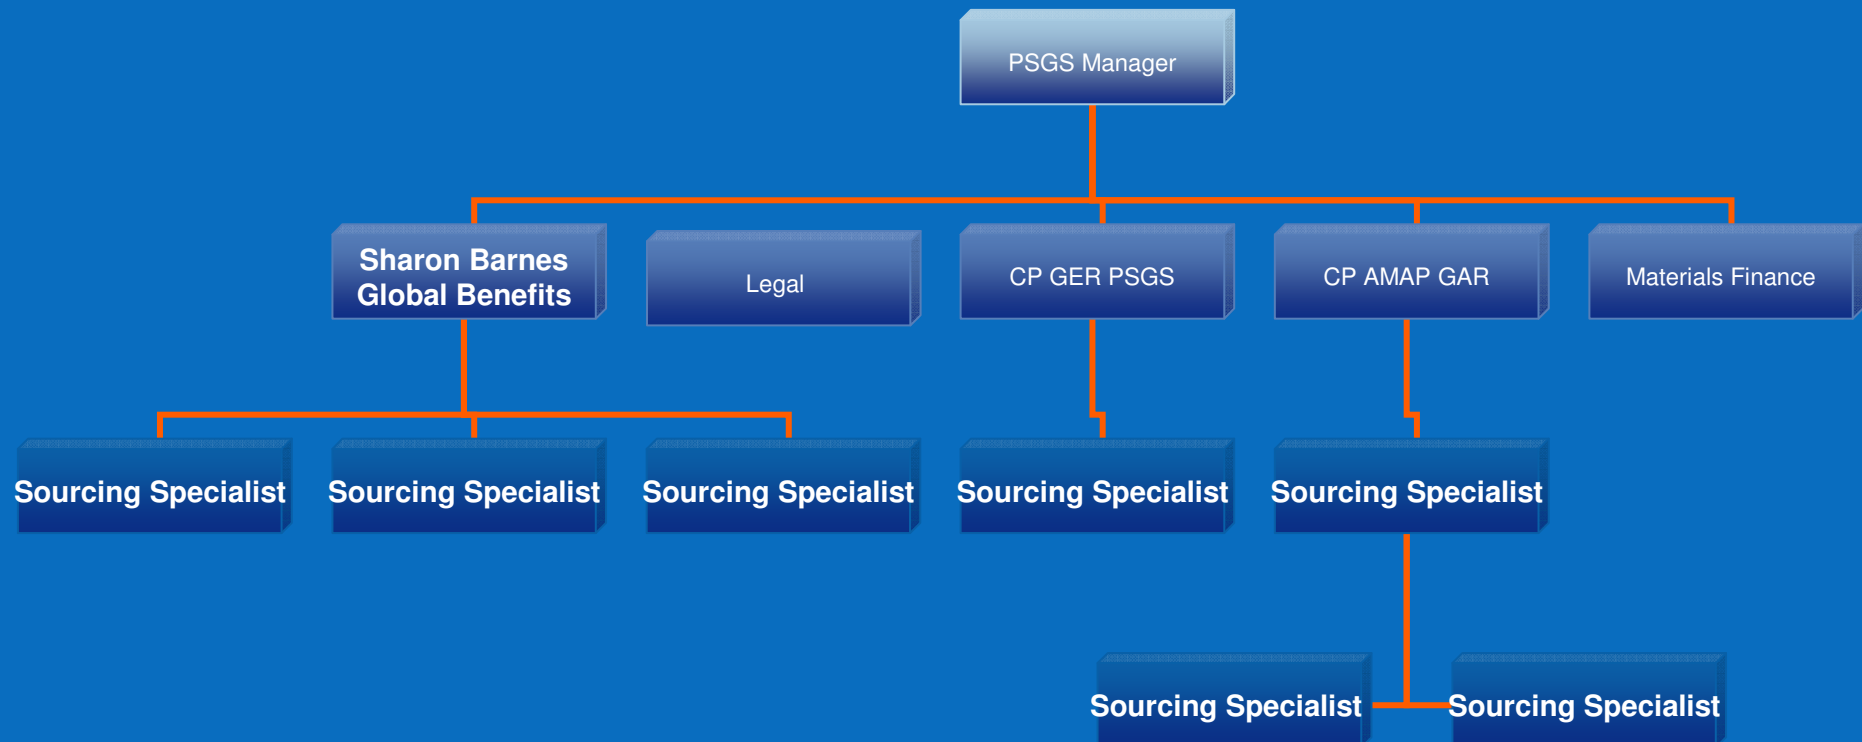 PSGS Manager
Sharon Barnes
Global Benefits
Legal
CP GER PSGS
CP AMAP GAR
Materials Finance
Sourcing Specialist
Sourcing Specialist
Sourcing Specialist
Sourcing Specialist
Sourcing Specialist
Sourcing Specialist
Sourcing Specialist